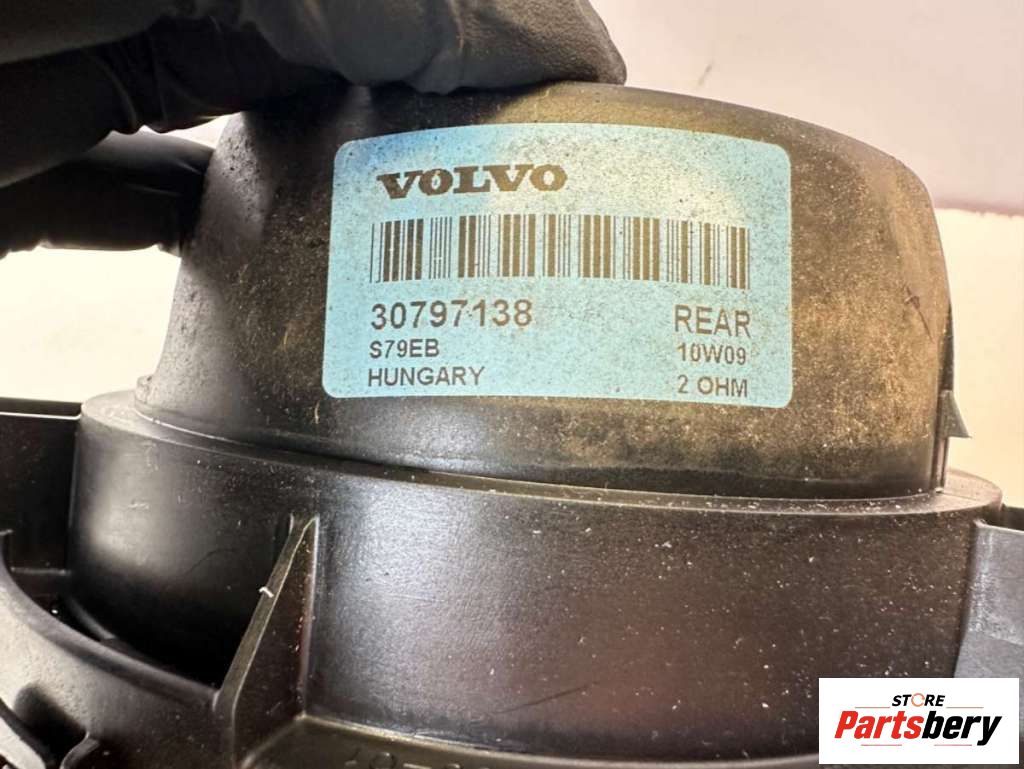 VOLVO
30797138 REAR
S79EB 10W09
HUNGARY 2 OHM
STORE
Partsbery